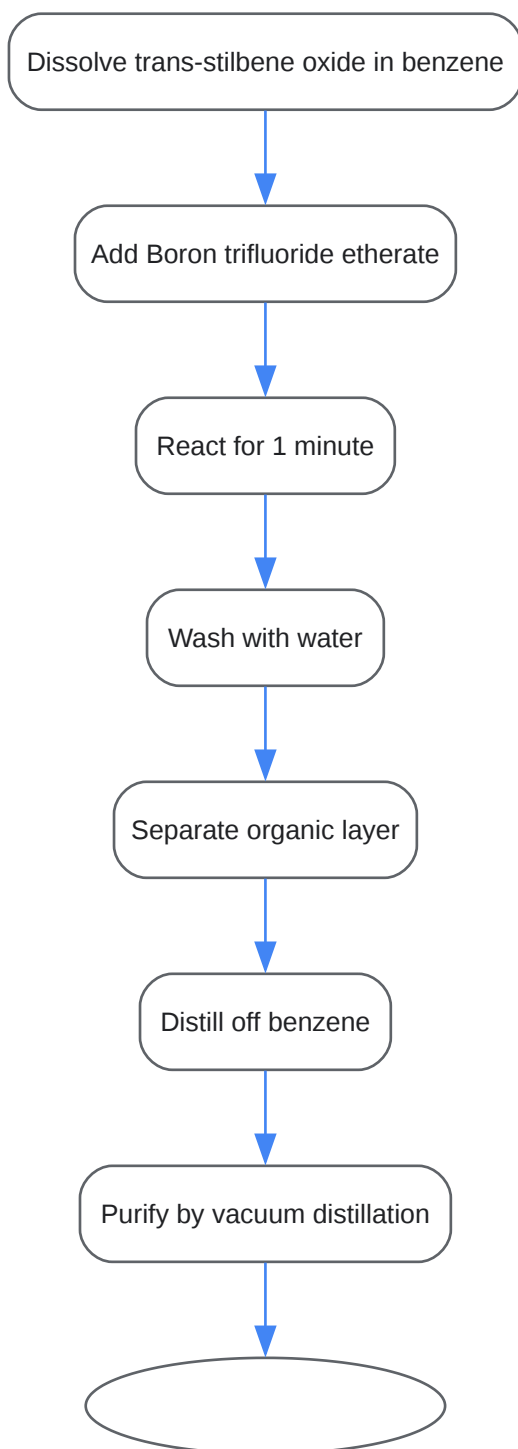 Dissolve trans-stilbene oxide in benzene
Add Boron trifluoride etherate
React for 1 minute
Wash with water
Separate organic layer
Distill off benzene
Purify by vacuum distillation